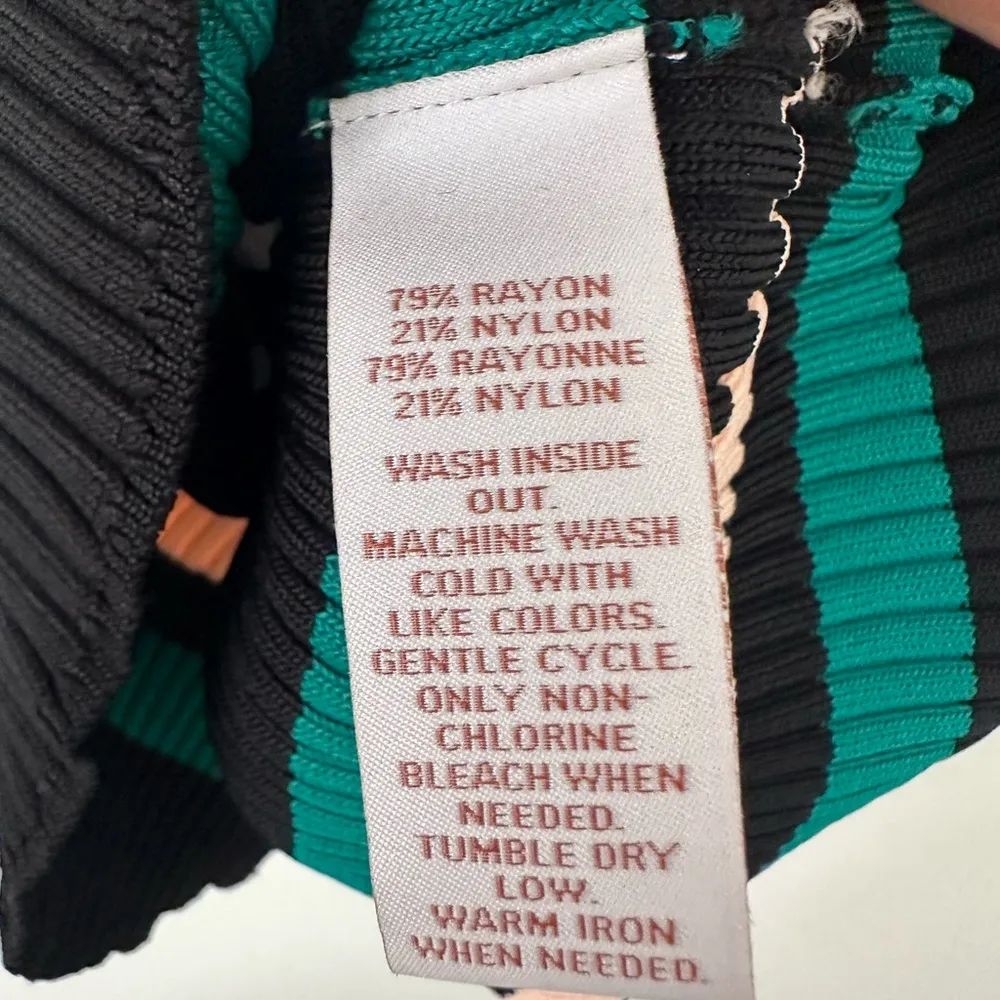 79% RAYON
21% NYLON
79% RAYONNE
21% NYLON
WASH INSIDE
OUT.
MACHINE WASH
COLD WITH
LIKE COLORS.
GENTLE CYCLE.
ONLY NON-
CHLORINE
BLEACH WHEN
NEEDED.
TUMBLE DRY
LOW.
WARM IRON
WHEN NEEDED.